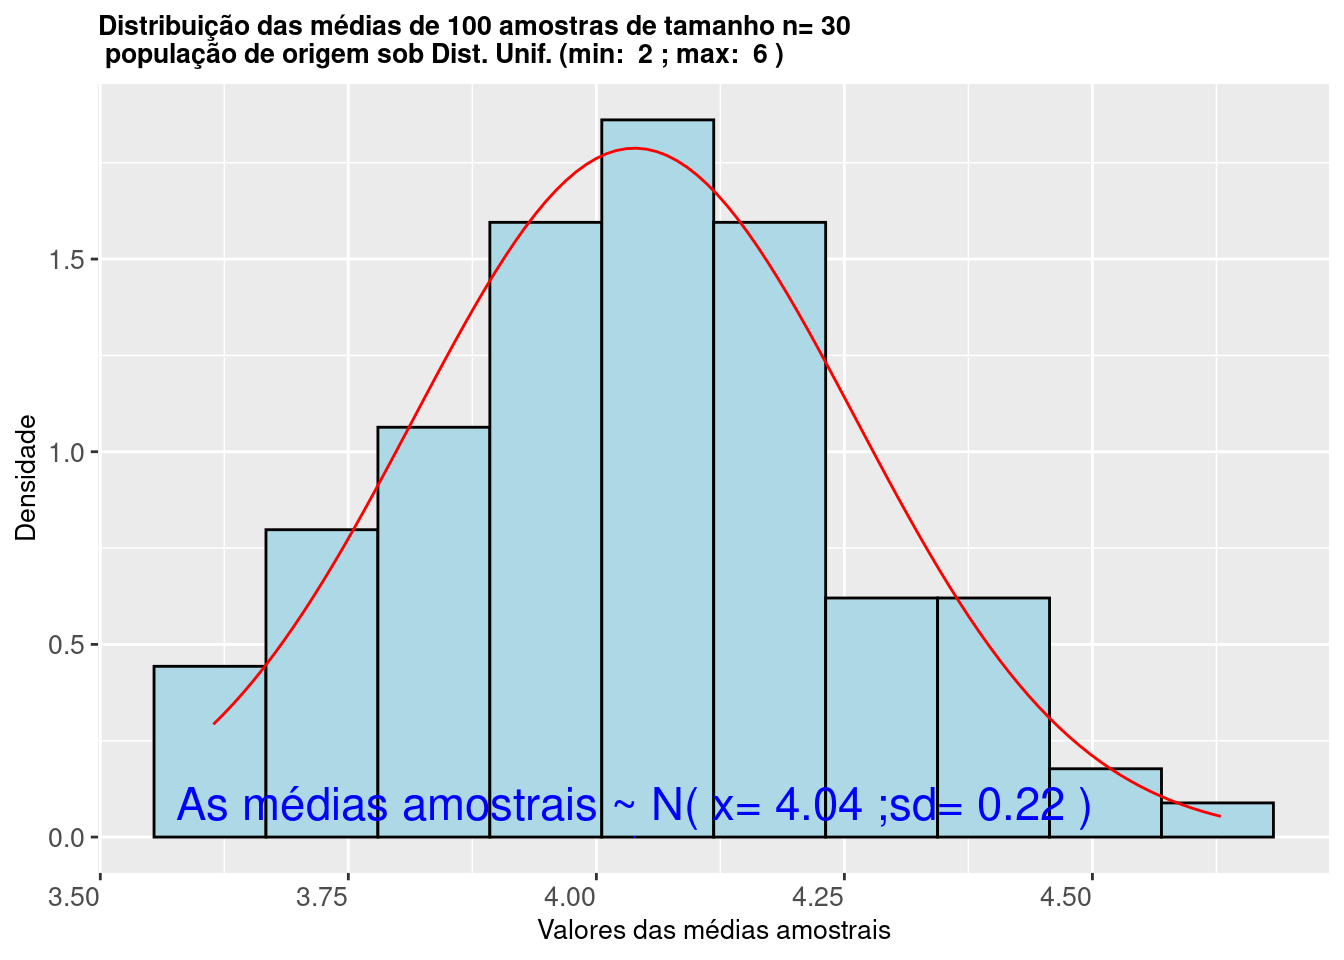 Distribuição das médias de 100 amostras de tamanho n= 30
população de origem sob Dist. Unif. (min:  2 ; max:  6 )
Densidade
1.5
1.0
0.5
0.0
As médias amostrais ~ N( x= 4.04 ;sd= 0.22 )
3.50 3.75 4.00 4.25 4.50
Valores das médias amostrais